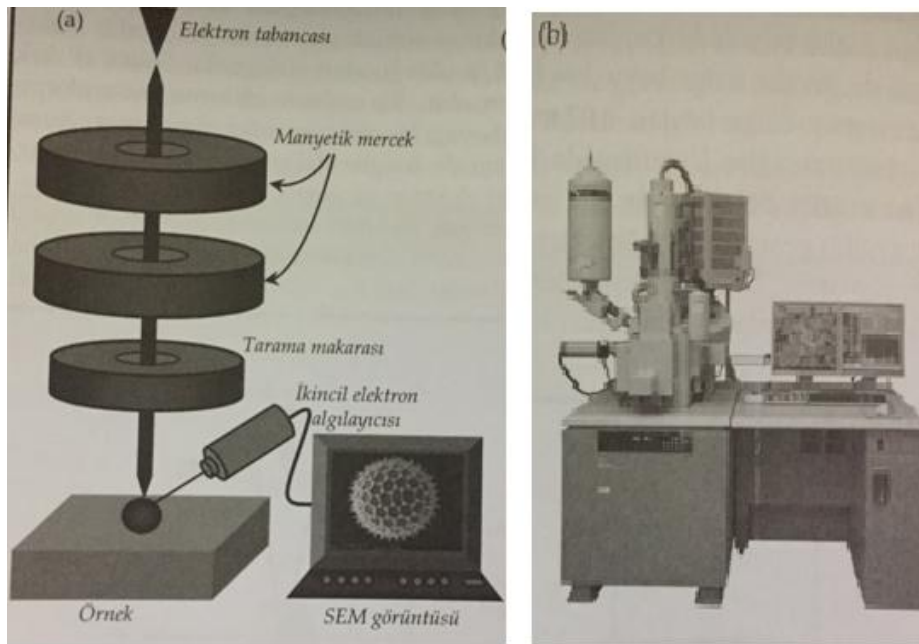 (a)
Elektron tabancası
Manyetik mercek
Tarama makarası
İkincil elektron
algılayıcısı
Örnek
SEM görüntüsü
(b)